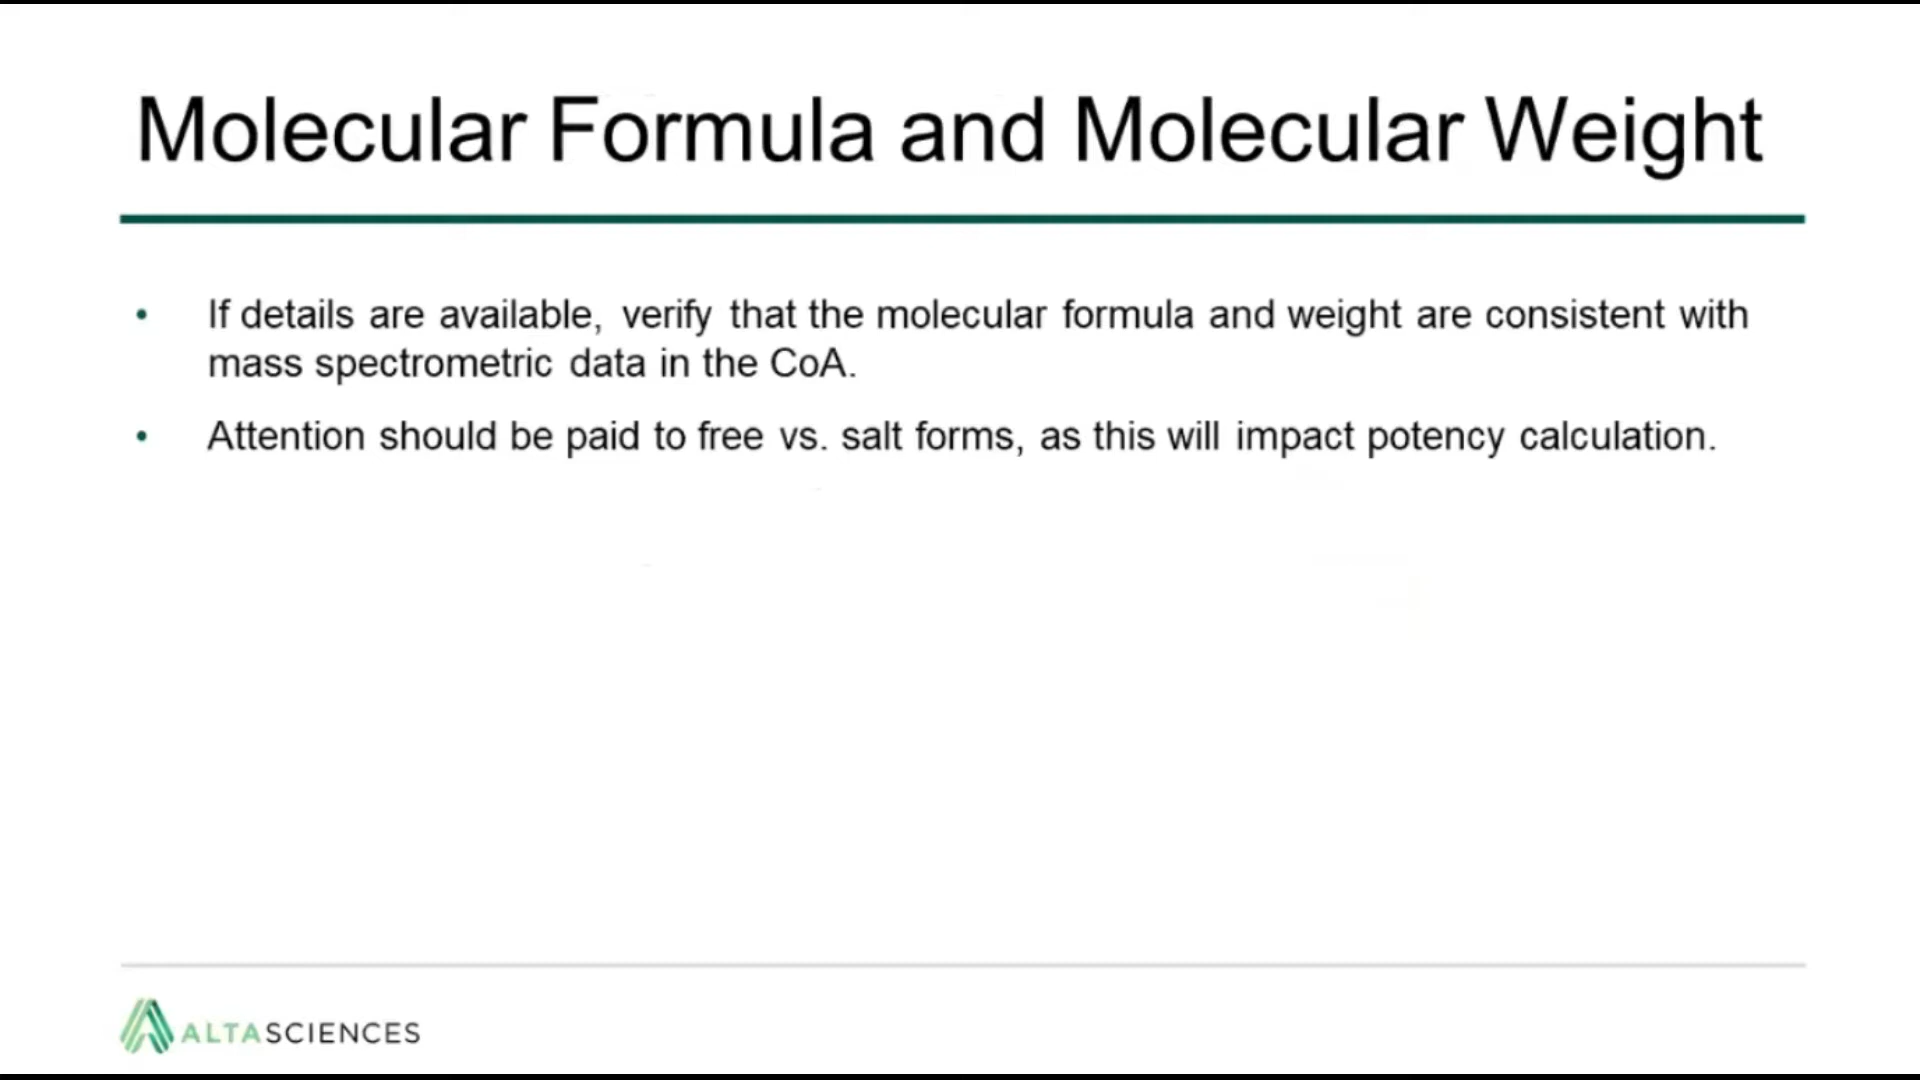 Molecular Formula and Molecular Weight
• If details are available, verify that the molecular formula and weight are consistent with
mass spectrometric data in the CoA.
• Attention should be paid to free vs. salt forms, as this will impact potency calculation.
ALTASCIENCES